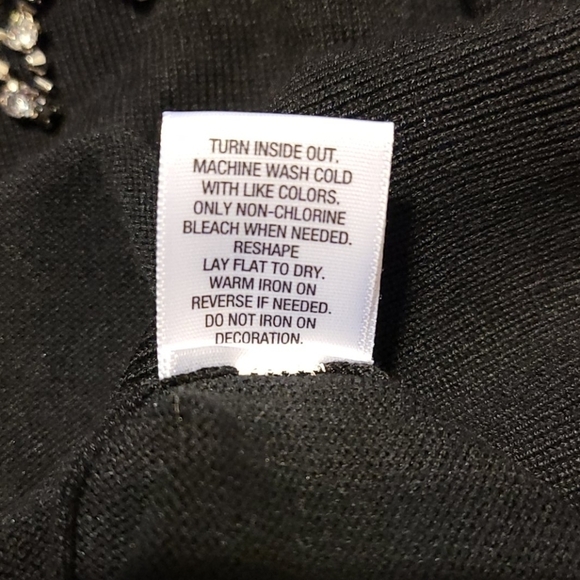 TURN INSIDE OUT.
MACHINE WASH COLD
WITH LIKE COLORS.
ONLY NON-CHLORINE
BLEACH WHEN NEEDED.
RESHAPE
LAY FLAT TO DRY.
WARM IRON ON
REVERSE IF NEEDED.
DO NOT IRON ON
DECORATION.